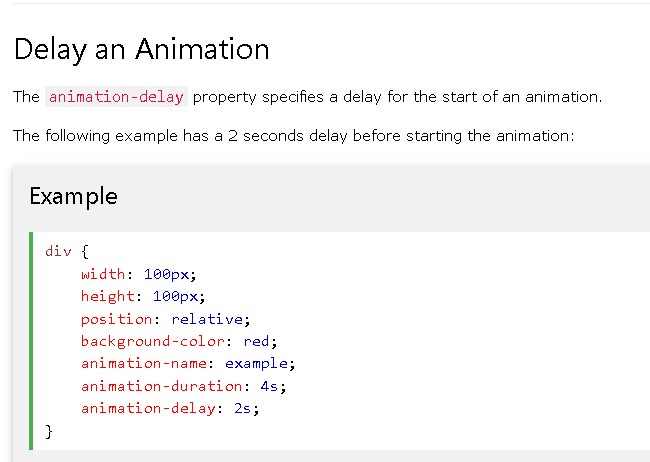 Delay an Animation
The animation-delay property specifies a delay for the start of an animation.
The following example has a 2 seconds delay before starting the animation:
Example
div {
    width: 100px;
    height: 100px;
    position: relative;
    background-color: red;
    animation-name: example;
    animation-duration: 4s;
    animation-delay: 2s;
}